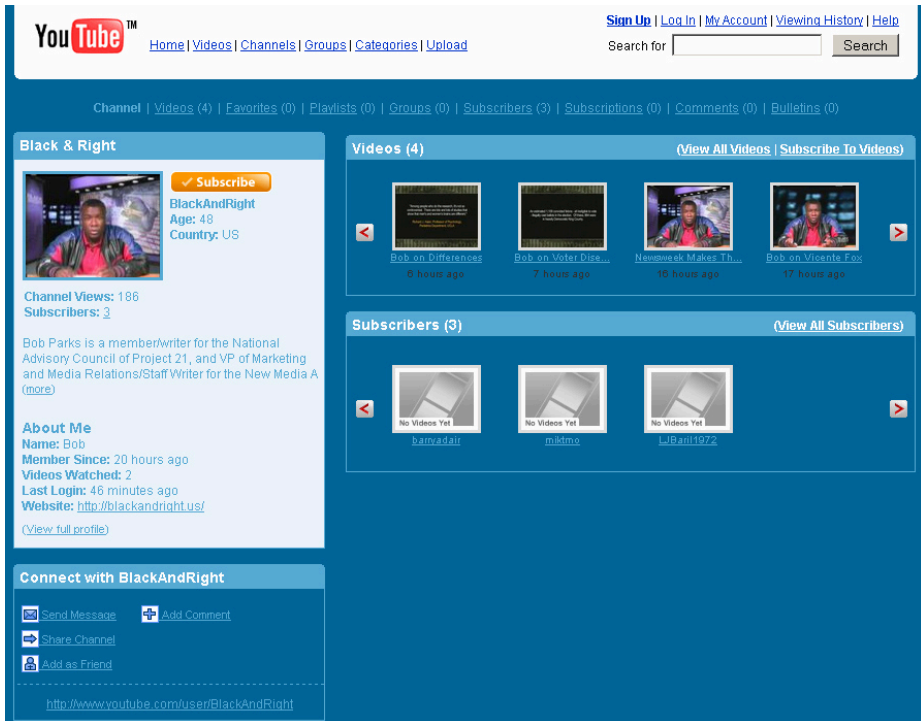 YouTube™
Sign Up | Log In | My Account | Viewing History | Help
Home | Videos | Channels | Groups | Categories | Upload
Search for Search
Channel | Videos (4) | Favorites (0) | Playlists (0) | Groups (0) | Subscribers (3) | Subscriptions (0) | Comments (0) | Bulletins (0)
Black & Right
Subscribe
BlackAndRight
Age: 48
Country: US
Channel Views: 186
Subscribers: 3
Bob Parks is a member/writer for the National
Advisory Council of Project 21, and VP of Marketing
and Media Relations/Staff Writer for the New Media A
(more)
About Me
Name: Bob
Member Since: 20 hours ago
Videos Watched: 2
Last Login: 46 minutes ago
Website: http://blackandright.us/
(View full profile)
Connect with BlackAndRight
Send Message Add Comment
Share Channel
Add as Friend
http://www.youtube.com/user/BlackAndRight
Videos (4) (View All Videos | Subscribe To Videos)
Bob on Differences Bob on Voter Dise... Newsweek Makes Th... Bob on Vicente Fox
6 hours ago 7 hours ago 16 hours ago 17 hours ago
Subscribers (3) (View All Subscribers)
No Videos Yet No Videos Yet No Videos Yet
barryadair miktmo LJBaril1972